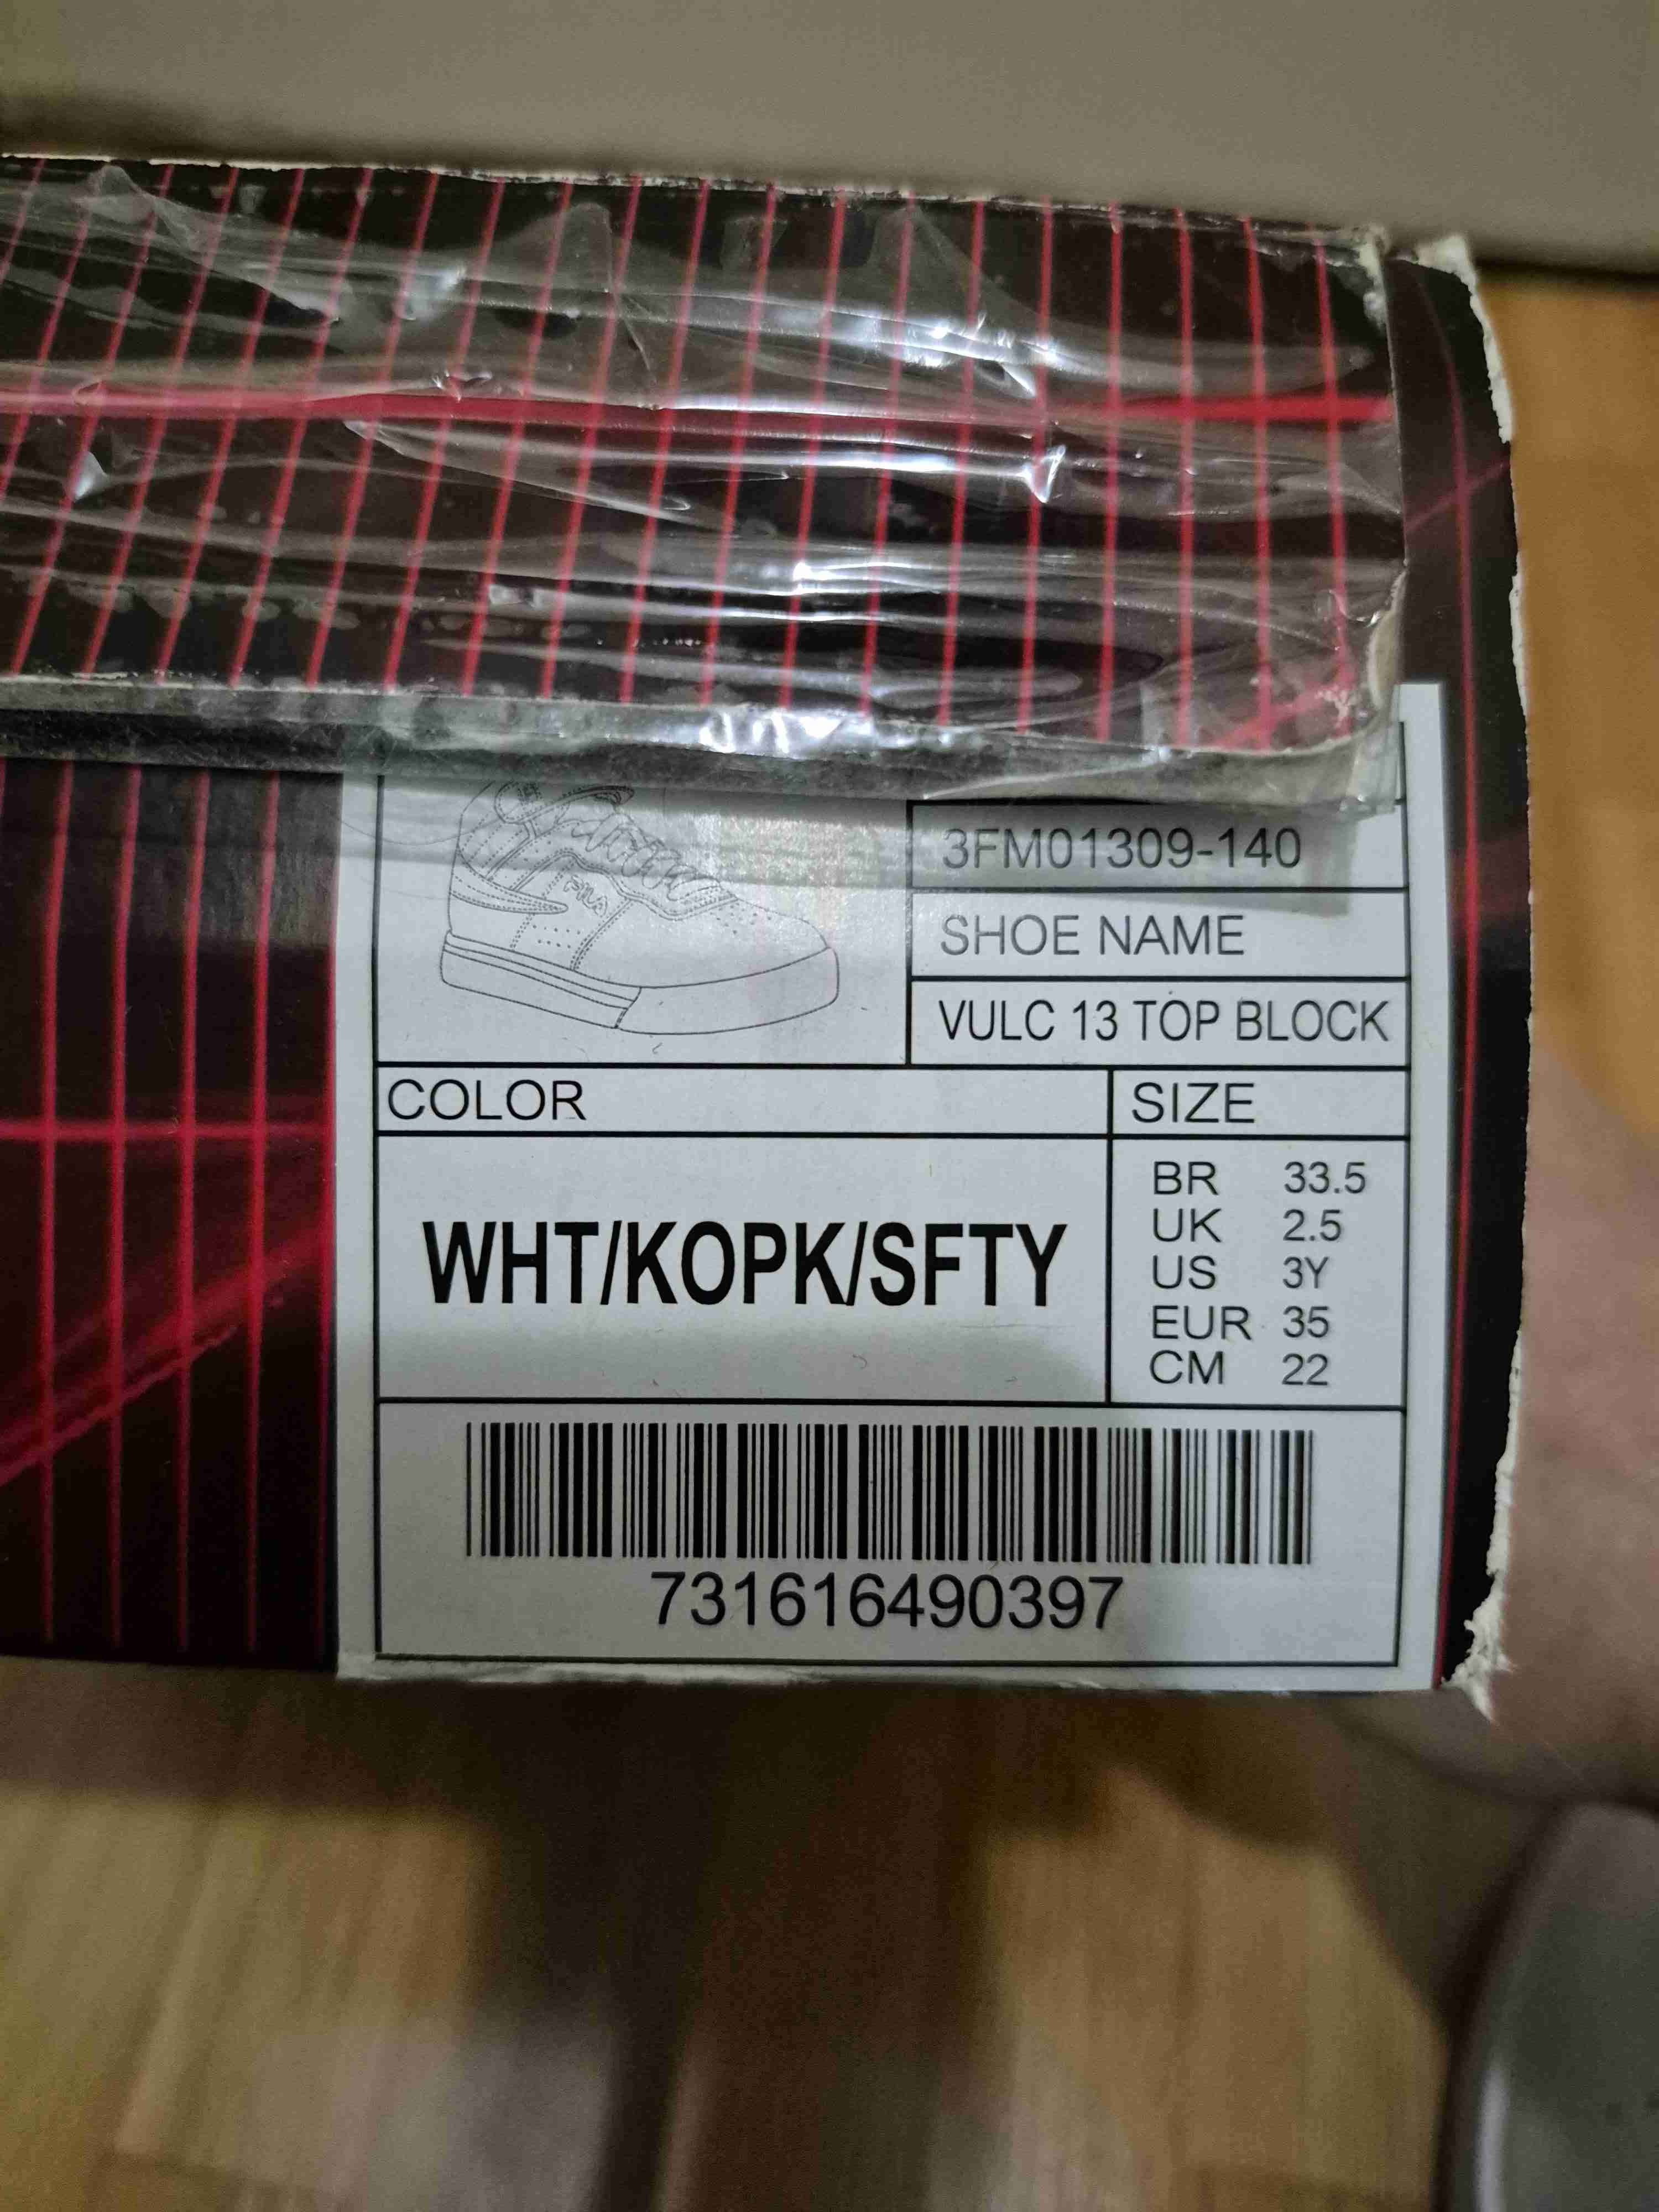 FILA
3FM01309-140
SHOE NAME
VULC 13 TOP BLOCK
COLOR
SIZE
WHT/KOPK/SFTY
BR 33.5
UK 2.5
US 3Y
EUR 35
CM 22
731616490397